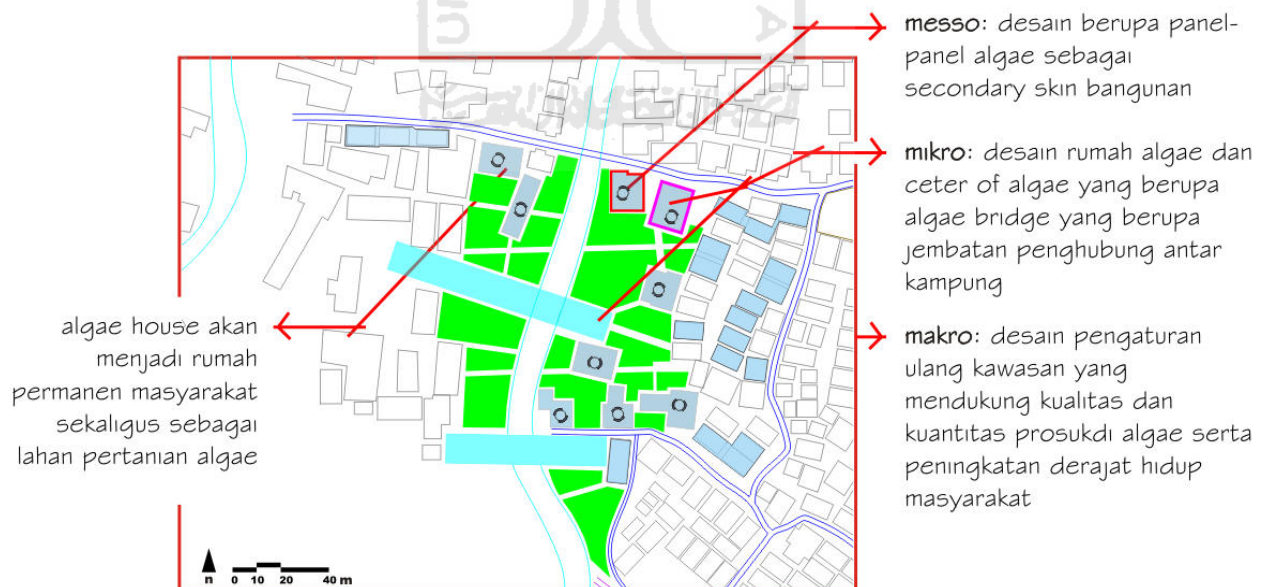 messo: desain berupa panel-
panel algae sebagai
secondary skin bangunan
mikro: desain rumah algae dan
ceter of algae yang berupa
algae bridge yang berupa
jembatan penghubung antar
kampung
makro: desain pengaturan
ulang kawasan yang
mendukung kualitas dan
kuantitas prosukdi algae serta
peningkatan derajat hidup
masyarakat
algae house akan
menjadi rumah
permanen masyarakat
sekaligus sebagai
lahan pertanian algae
n 0 10 20 40 m